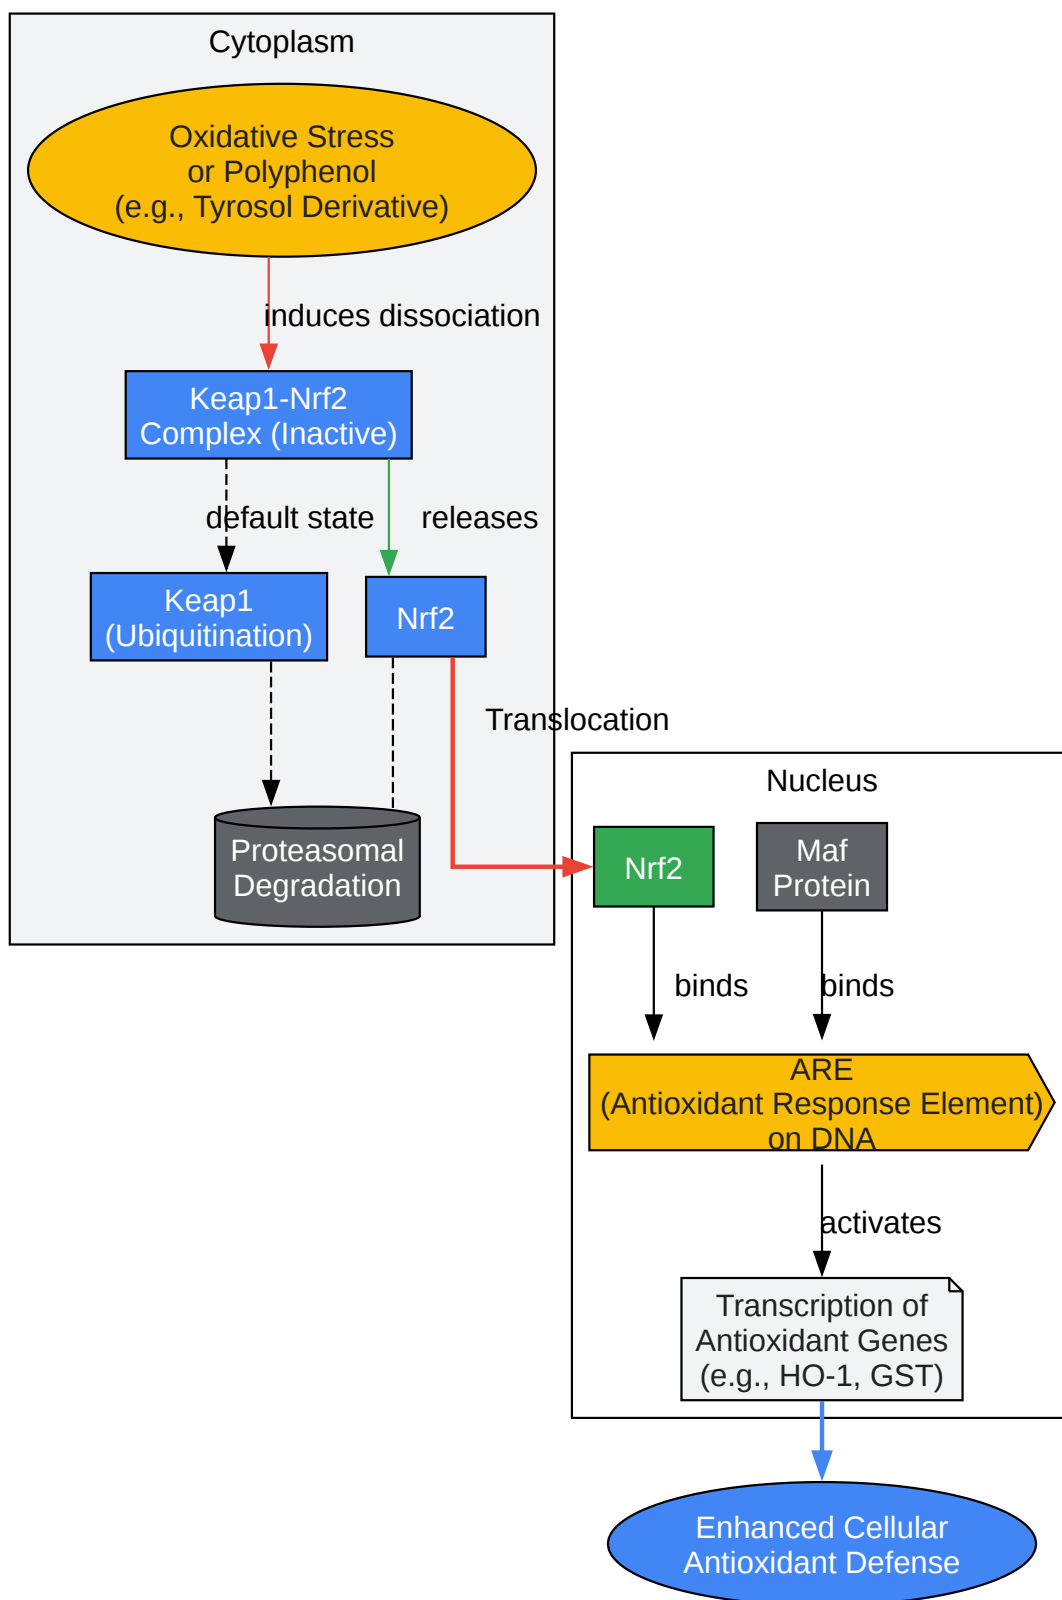 Cytoplasm
Oxidative Stress
or Polyphenol
(e.g., Tyrosol Derivative)
induces dissociation
Keap1-Nrf2
Complex (Inactive)
default state
releases
Keap1
(Ubiquitination)
Nrf2
Translocation
Proteasomal
Degradation
Nucleus
Nrf2
Maf
Protein
binds
binds
ARE
(Antioxidant Response Element)
on DNA
activates
Transcription of
Antioxidant Genes
(e.g., HO-1, GST)
Enhanced Cellular
Antioxidant Defense